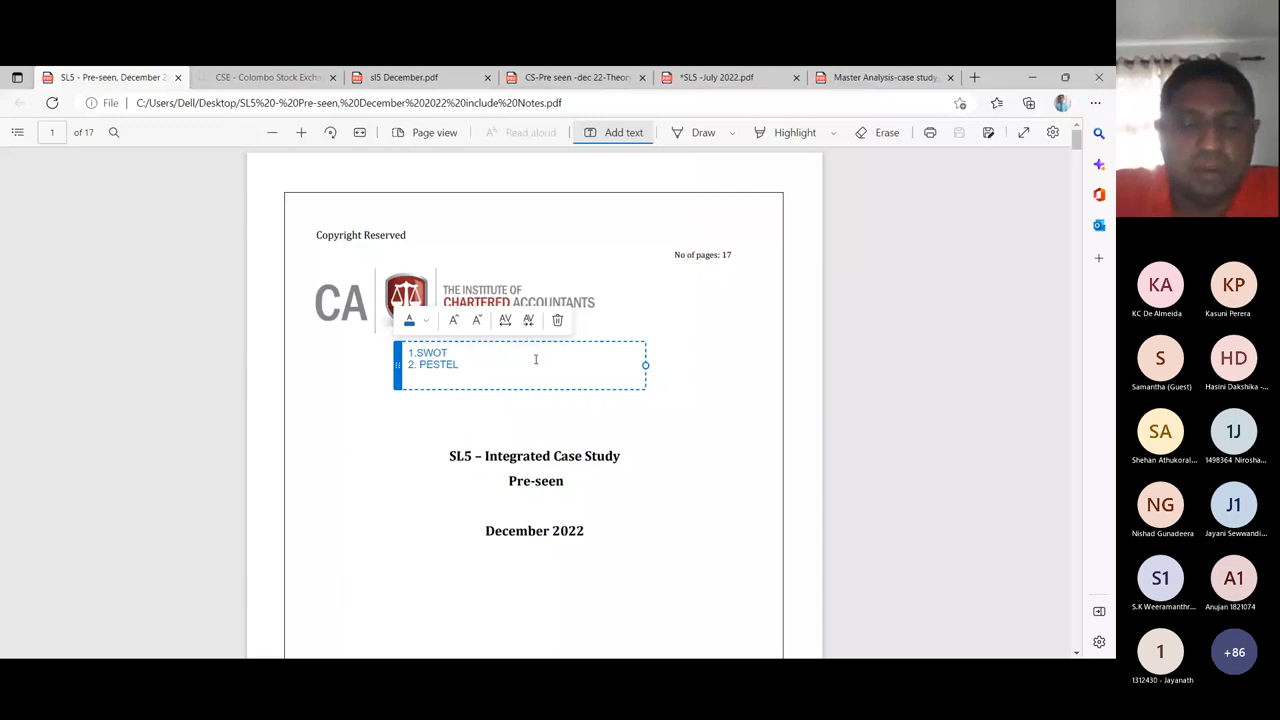 SL5 - Pre-seen, December 2
CSE - Colombo Stock Exch
sl5 December.pdf
CS-Pre seen -dec 22-Theory
*SL5 -July 2022.pdf
Master Analysis-case study
File
C:/Users/Dell/Desktop/SL5%20-%20Pre-seen,%20December%202022%20include%20Notes.pdf
1 of 17
Page view
Read aloud
Add text
Draw
Highlight
Erase
Copyright Reserved
No of pages: 17
CA
THE INSTITUTE OF
CHARTERED ACCOUNTANTS
1.SWOT
2. PESTEL
SL5 – Integrated Case Study
Pre-seen
December 2022
KA
KP
KC De Almeida
Kasuni Perera
S
HD
Samantha (Guest)
Hasini Dakshika -...
SA
1J
Shehan Athukoral...
1498364 Nirosha...
NG
J1
Nishad Gunadeera
Jayani Sewwandi...
S1
A1
S.K Weeramanthr...
Anujan 1821074
1
+86
1312430 - Jayanath